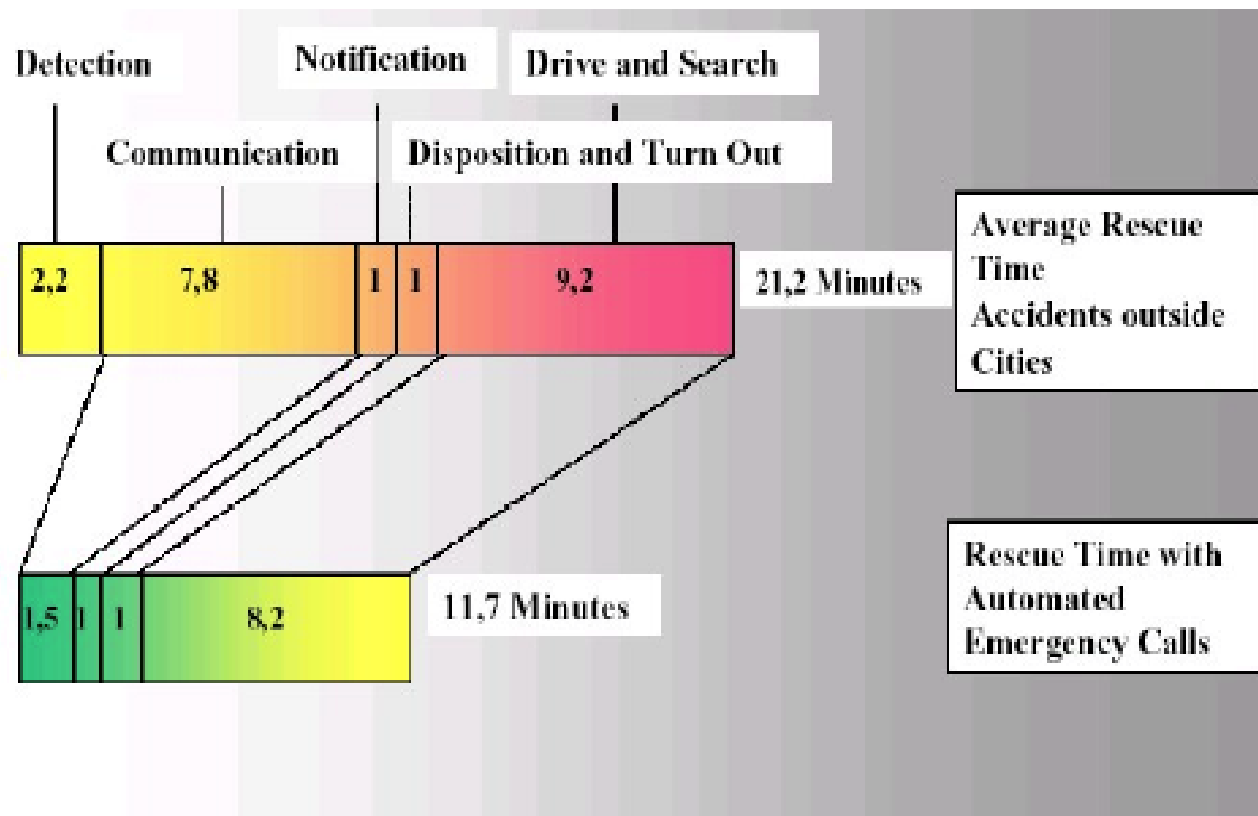 Detection
Notification
Drive and Search
Communication
Disposition and Turn Out
2,2
7,8
1
1
9,2
21,2 Minutes
Average Rescue
Time
Accidents outside
Cities
1,5
1
1
8,2
11,7 Minutes
Rescue Time with
Automated
Emergency Calls